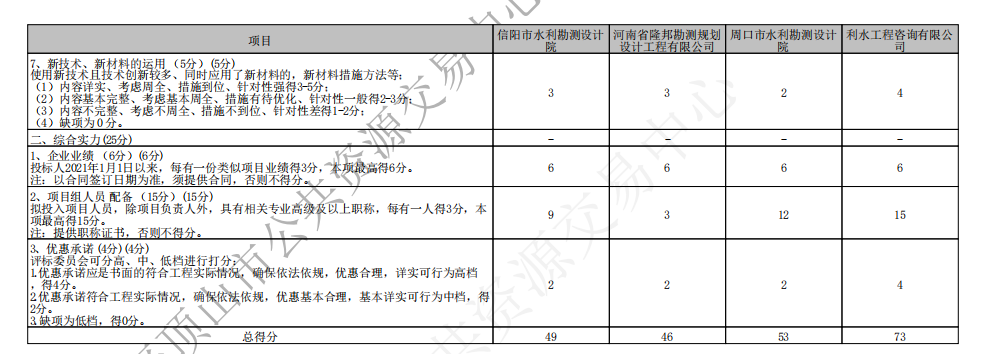 项目 信阳市水利勘测设计院 河南省隆邦勘测规划设计工程有限公司 周口市水利勘测设计院 利水工程咨询有限公司
7、新技术、新材料的运用（5分）(5分)
使用新技术且技术创新较多、同时应用了新材料的，新材料措施方法等；
（1）内容详实、考虑周全、措施到位、针对性强得3-5分；
（2）内容基本完整、考虑基本周全、措施有待优化、针对性一般得2-3分；
（3）内容不完整、考虑不周全、措施不到位、针对性差得1-2分；
（4）缺项为０分。
3 3 2 4
二、综合实力(25分) – – – –
1、企业业绩（6分）(6分)
投标人2021年1月1日以来，每有一份类似项目业绩得3分，本项最高得6分。
注：以合同签订日期为准，须提供合同，否则不得分。
6 6 6 6
2、项目组人员 配备（15分）(15分)
拟投入项目人员，除项目负责人外，具有相关专业高级及以上职称，每有一人得3分，本
项最高得15分。
注：提供职称证书，否则不得分。
9 3 12 15
3、优惠承诺(4分)(4分)
评标委员会可分高、中、低档进行打分；
1.优惠承诺应是书面的符合工程实际情况，确保依法依规，优惠合理，详实可行为高档
，得4分。
2.优惠承诺符合工程实际情况，确保依法依规，优惠基本合理，基本详实可行为中档，得
2分。
3.缺项为低档，得0分。
2 2 2 4
总得分 49 46 53 73
平顶山市公共资源交易中心
公共资源交易中心